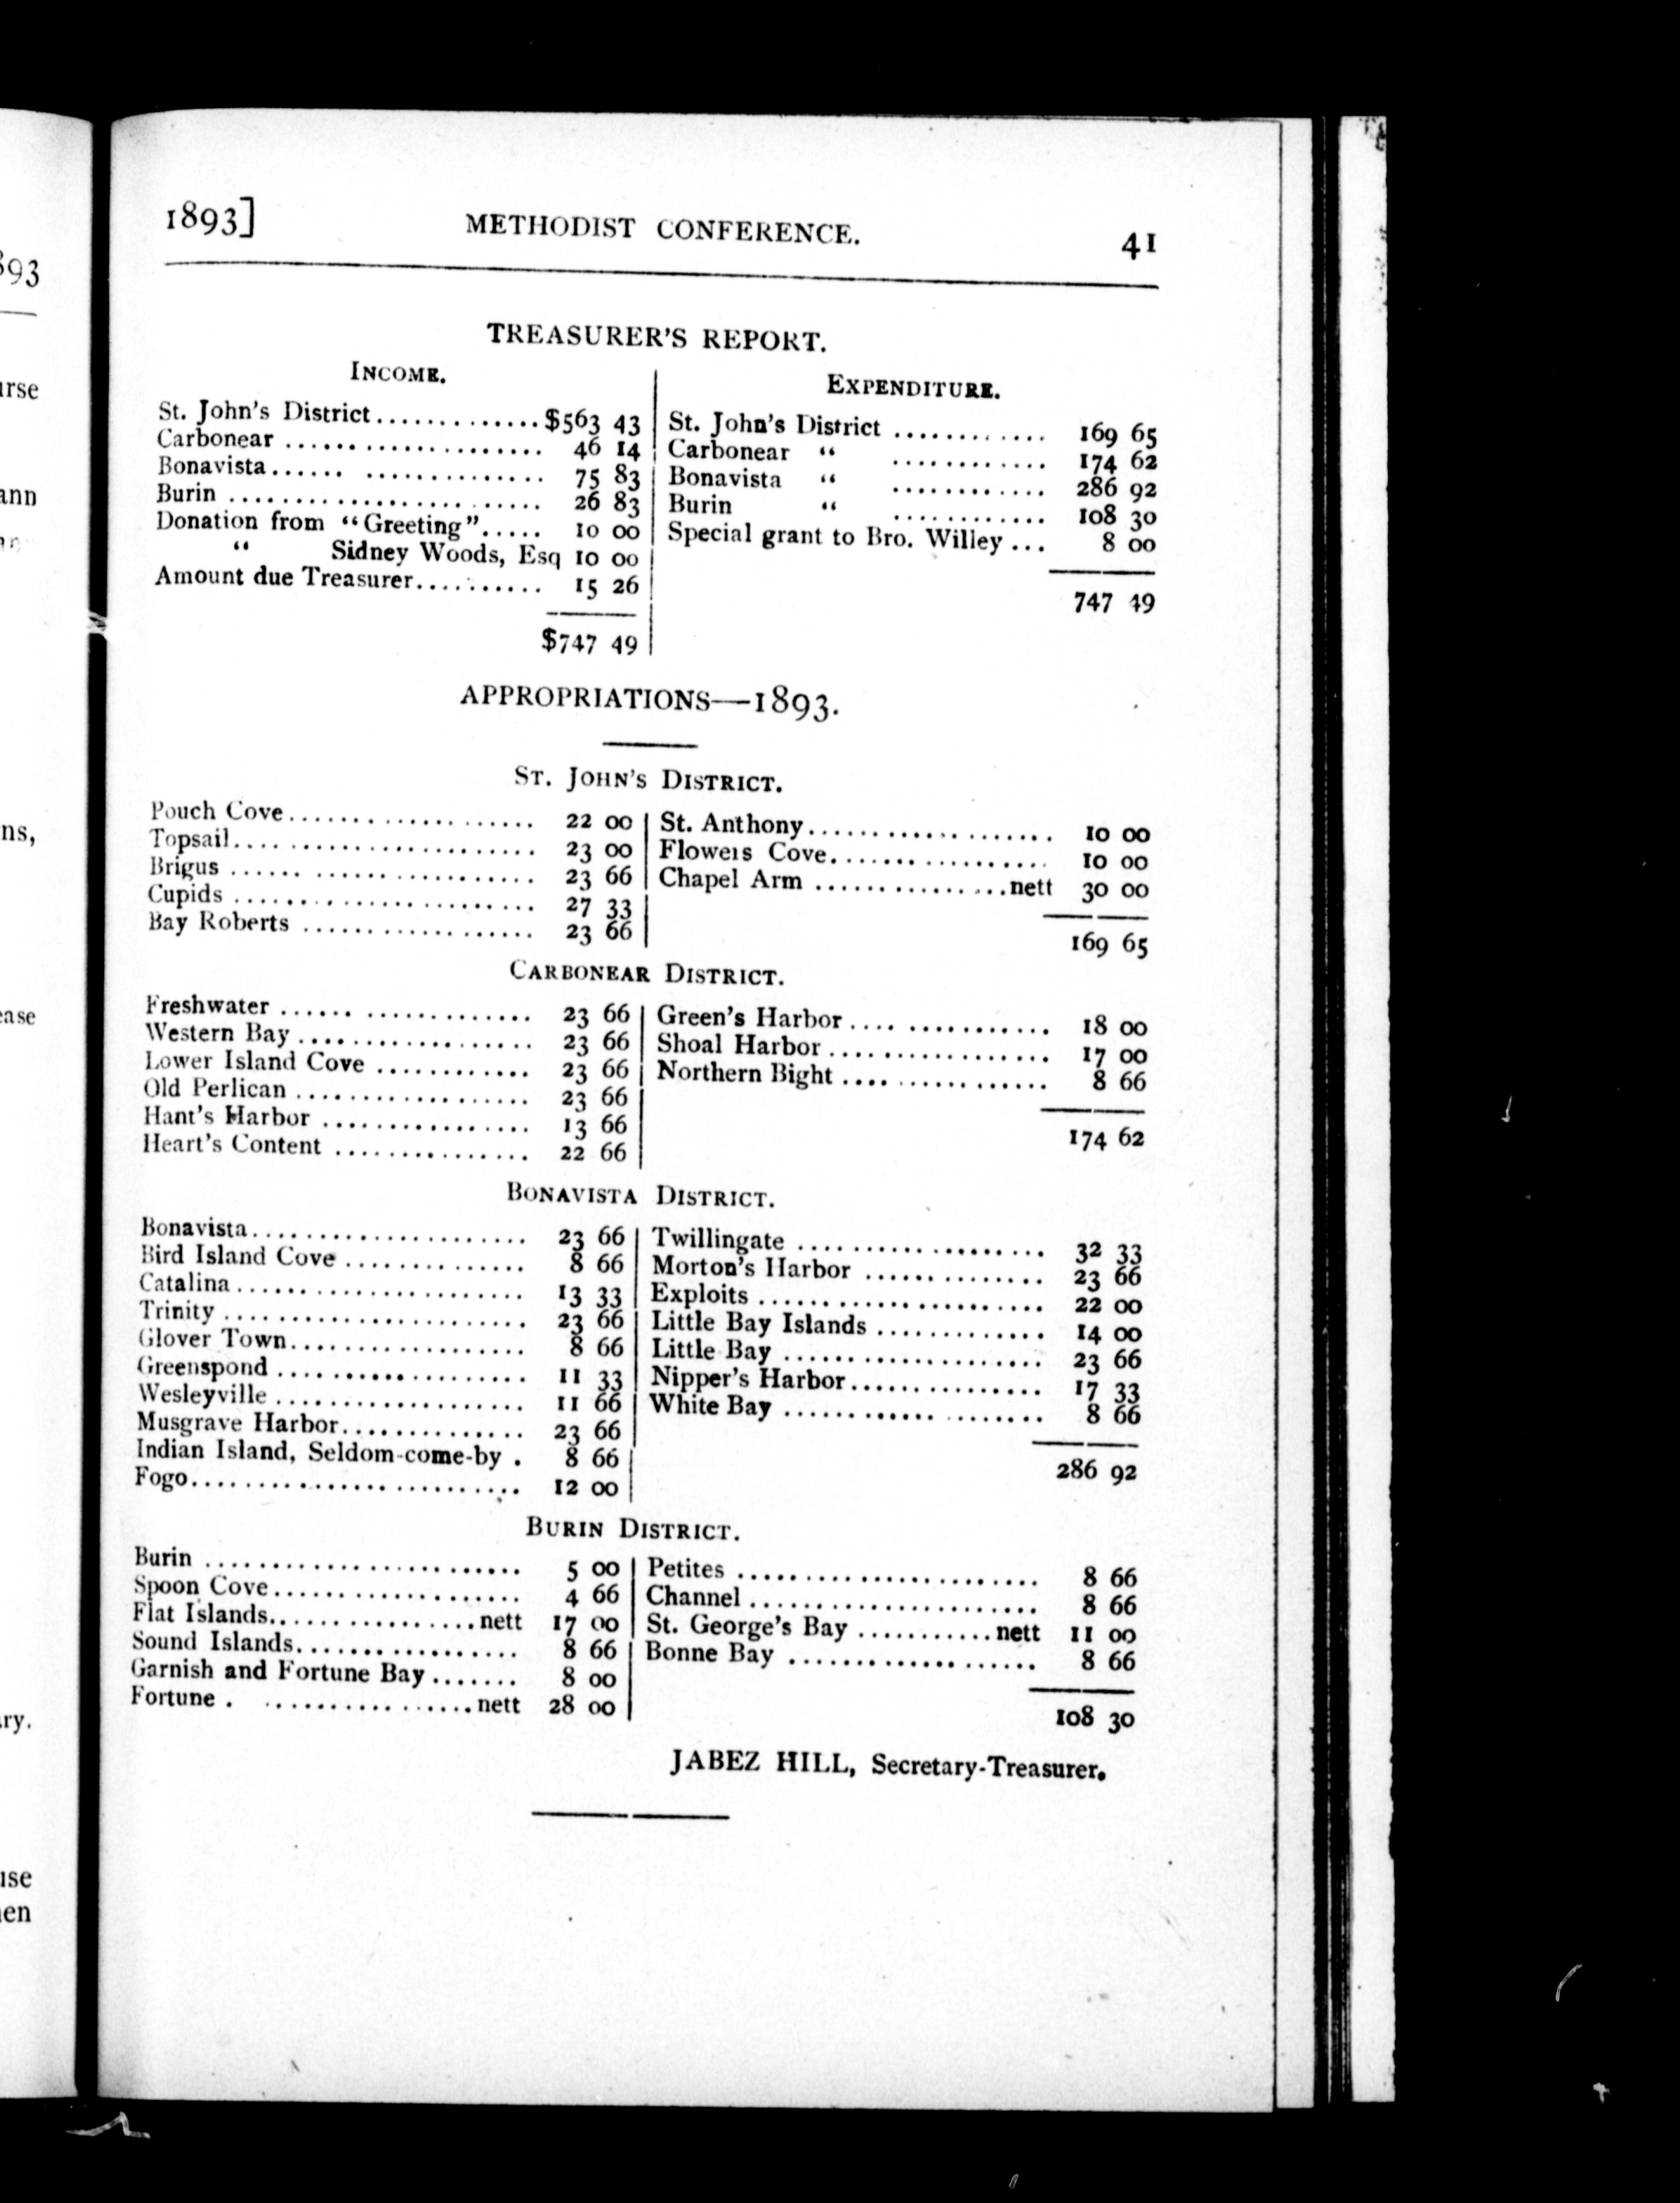 893
urse
ann
ns,
ease
ry.
use
en
1893] METHODIST CONFERENCE. 41
TREASURER'S REPORT.
INCOME.
St. John's District.............$563 43
Carbonear .................... 46 14
Bonavista...... .............. 75 83
Burin ........................ 26 83
Donation from "Greeting"..... 10 00
" Sidney Woods, Esq 10 00
Amount due Treasurer.......... 15 26
$747 49
EXPENDITURE.
St. John's District ............ 169 65
Carbonear " ............ 174 62
Bonavista " ............ 286 92
Burin " ............ 108 30
Special grant to Bro. Willey ... 8 00
747 49
APPROPRIATIONS—1893.
ST. JOHN'S DISTRICT.
Pouch Cove................... 22 00
Topsail....................... 23 00
Brigus ....................... 23 66
Cupids ....................... 27 33
Bay Roberts .................. 23 66
St. Anthony................... 10 00
Flowers Cove................. 10 00
Chapel Arm ...............nett 30 00
169 65
CARBONEAR DISTRICT.
Freshwater ................... 23 66
Western Bay .................. 23 66
Lower Island Cove ............ 23 66
Old Perlican .................. 23 66
Hant's Harbor ................ 13 66
Heart's Content ............... 22 66
Green's Harbor .... ........... 18 00
Shoal Harbor ................. 17 00
Northern Bight ................ 8 66
174 62
BONAVISTA DISTRICT.
Bonavista..................... 23 66
Bird Island Cove .............. 8 66
Catalina ...................... 13 33
Trinity ....................... 23 66
Glover Town.................. 8 66
Greenspond ................... 11 33
Wesleyville ................... 11 66
Musgrave Harbor.............. 23 66
Indian Island, Seldom-come-by . 8 66
Fogo......................... 12 00
Twillingate ................... 32 33
Morton's Harbor .............. 23 66
Exploits ...................... 22 00
Little Bay Islands ............. 14 00
Little Bay .................... 23 66
Nipper's Harbor............... 17 33
White Bay .................... 8 66
286 92
BURIN DISTRICT.
Burin ........................ 5 00
Spoon Cove................... 4 66
Flat Islands................nett 17 00
Sound Islands................. 8 66
Garnish and Fortune Bay ....... 8 00
Fortune . ................nett 28 00
Petites ....................... 8 66
Channel ...................... 8 66
St. George's Bay ...........nett 11 00
Bonne Bay ................... 8 66
108 30
JABEZ HILL, Secretary-Treasurer.